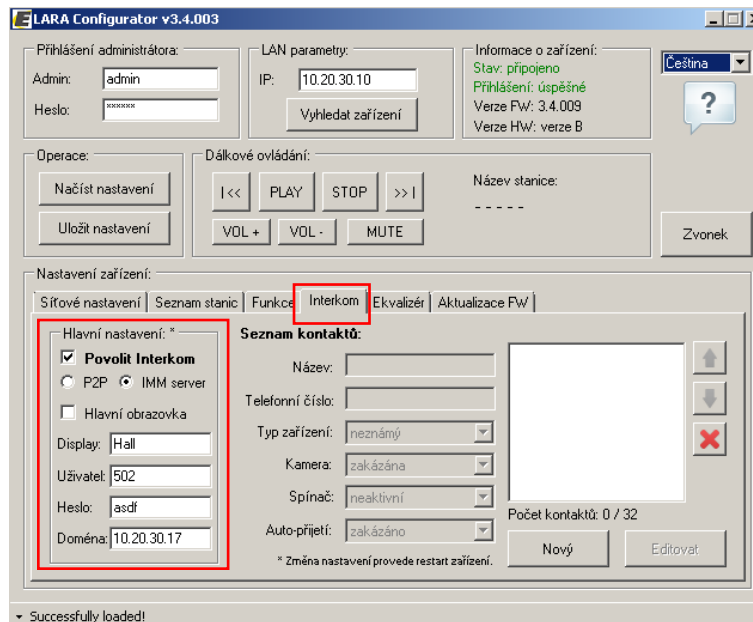 ELARA Configurator v3.4.003
Přihlášení administrátora:
Admin: admin
Heslo: ××××××
LAN parametry:
IP: 10.20.30.10
Vyhledat zařízení
Informace o zařízení:
Stav: připojeno
Přihlášení: úspěšné
Verze FW: 3.4.009
Verze HW: verze B
Čeština
?
Operace:
Načíst nastavení
Uložit nastavení
Dálkové ovládání:
|<< PLAY STOP >>|
VOL + VOL - MUTE
Název stanice:
- - - - -
Zvonek
Nastavení zařízení:
Síťové nastavení Seznam stanic Funkce Interkom Ekvalizér Aktualizace FW
Hlavní nastavení: *
Povolit Interkom
P2P IMM server
Hlavní obrazovka
Display: Hall
Uživatel: 502
Heslo: asdf
Doména: 10.20.30.17
Seznam kontaktů:
Název:
Telefonní číslo:
Typ zařízení: neznámý
Kamera: zakázána
Spínač: neaktivní
Auto-přijetí: zakázáno
* Změna nastavení provede restart zařízení.
Počet kontaktů: 0 / 32
Nový Editovat
Successfully loaded!